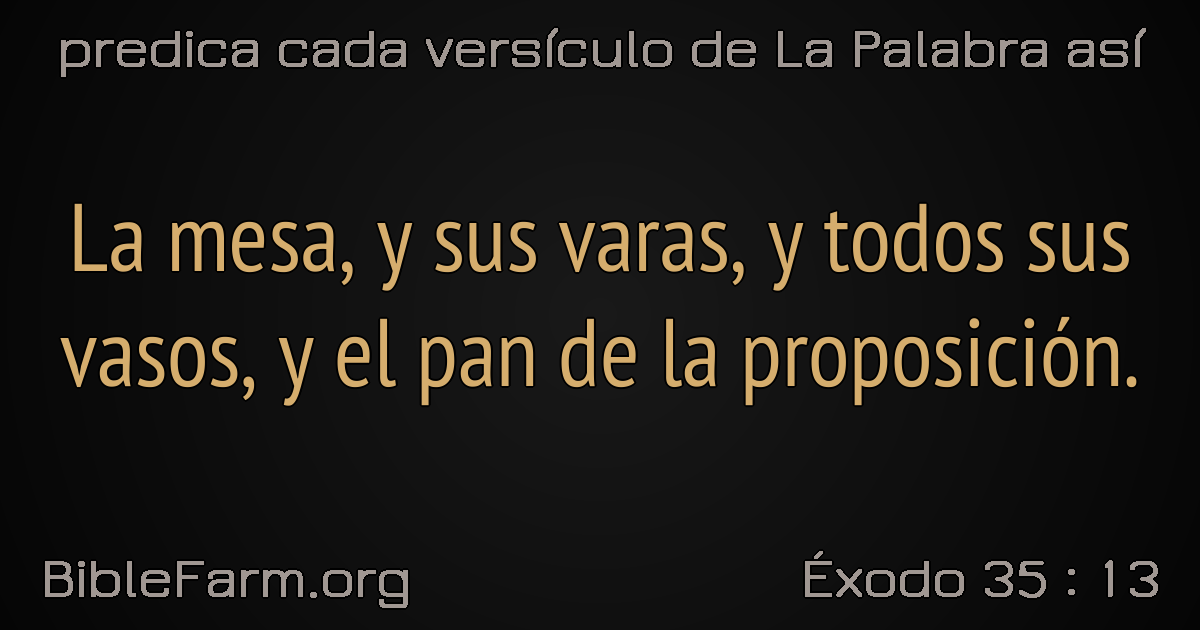 predica cada versículo de La Palabra así
La mesa, y sus varas, y todos sus
vasos, y el pan de la proposición.
BibleFarm.org
Éxodo 35 : 13